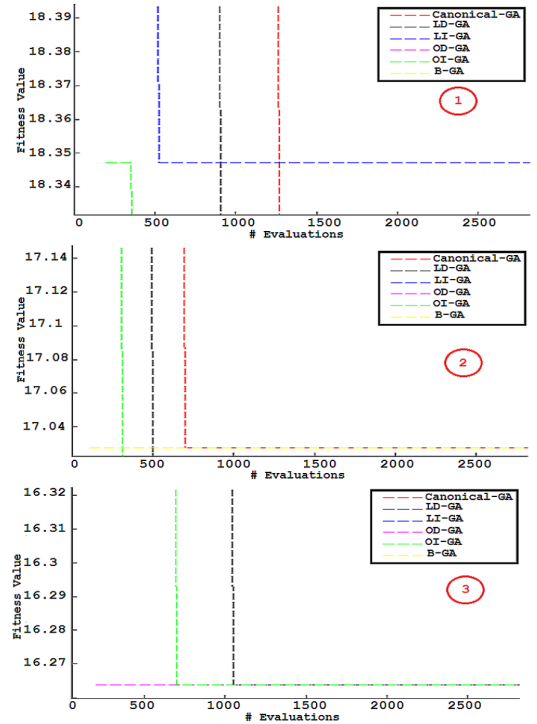 18.39
18.38
18.37
18.36
18.35
18.34
Fitness Value
0 500 1000 1500 2000 2500
# Evaluations
Canonical-GA
LD-GA
LI-GA
OD-GA
OI-GA
B-GA
1
17.14
17.12
17.1
17.08
17.06
17.04
Fitness Value
0 500 1000 1500 2000 2500
# Evaluations
Canonical-GA
LD-GA
LI-GA
OD-GA
OI-GA
B-GA
2
16.32
16.31
16.3
16.29
16.28
16.27
Fitness Value
0 500 1000 1500 2000 2500
# Evaluations
Canonical-GA
LD-GA
LI-GA
OD-GA
OI-GA
B-GA
3